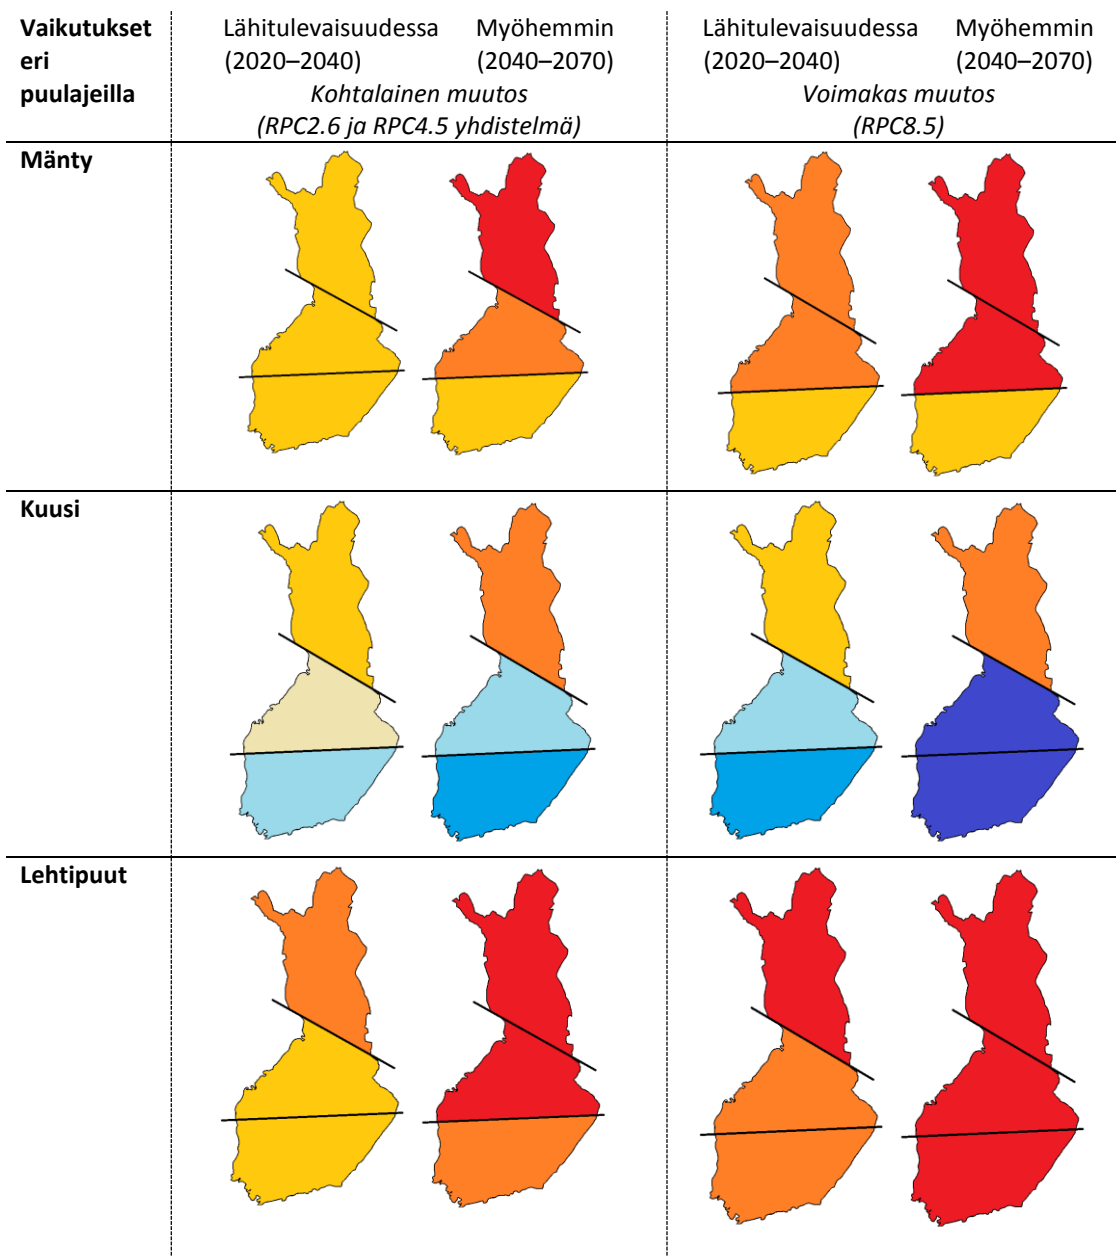 Vaikutukset
eri
puulajeilla
Lähitulevaisuudessa
(2020–2040)
Myöhemmin
(2040–2070)
Kohtalainen muutos
(RPC2.6 ja RPC4.5 yhdistelmä)
Lähitulevaisuudessa
(2020–2040)
Myöhemmin
(2040–2070)
Voimakas muutos
(RPC8.5)
Mänty
Kuusi
Lehtipuut